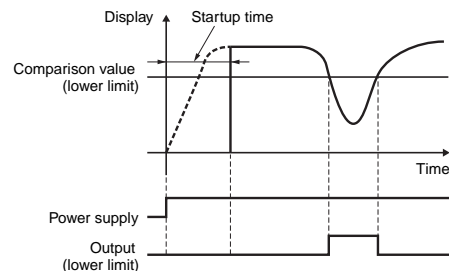 Display
Startup time
Comparison value
(lower limit)
Time
Power supply
Output
(lower limit)